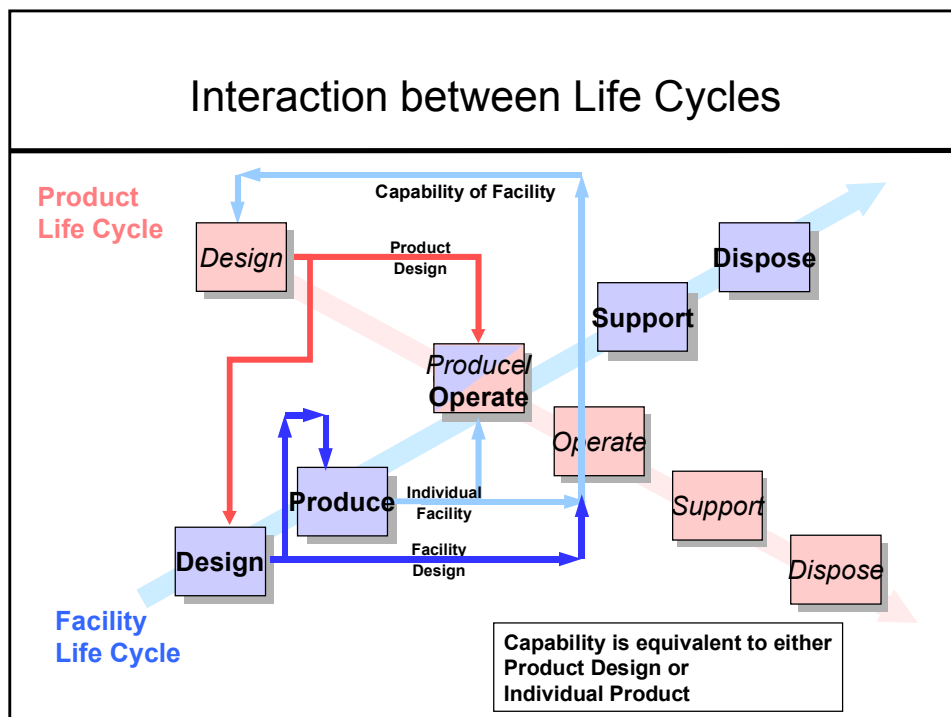 Interaction between Life Cycles
Product
Life Cycle
Capability of Facility
Design
Product
Design
Dispose
Support
Produce/
Operate
Operate
Produce
Individual
Facility
Support
Design
Facility
Design
Dispose
Facility
Life Cycle
Capability is equivalent to either
Product Design or
Individual Product